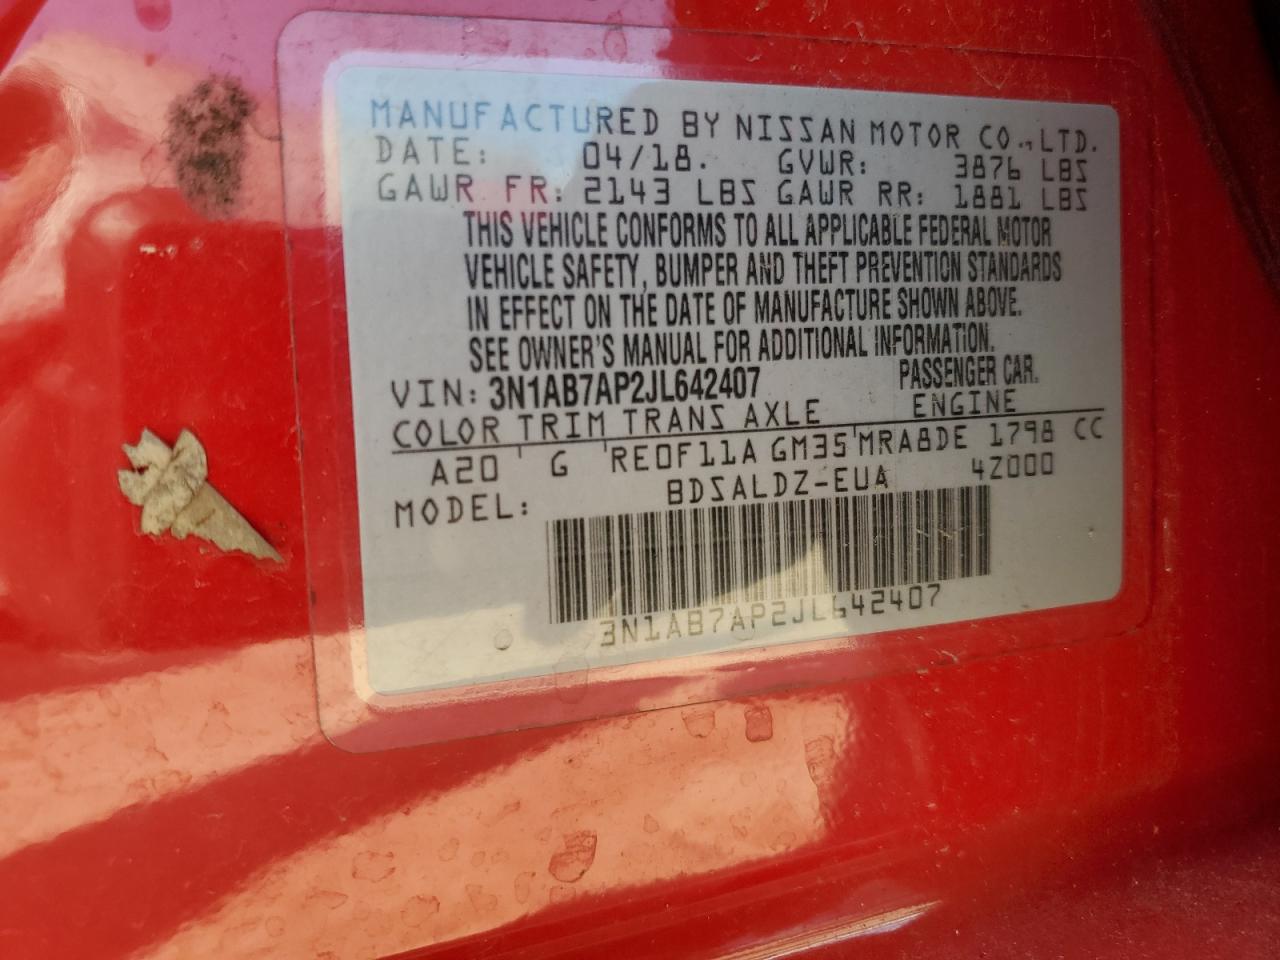 MANUFACTURED BY NISSAN MOTOR CO., LTD.
DATE: 04/18. GVWR: 3876 LBS
GAWR FR: 2143 LBS GAWR RR: 1881 LBS
THIS VEHICLE CONFORMS TO ALL APPLICABLE FEDERAL MOTOR
VEHICLE SAFETY, BUMPER AND THEFT PREVENTION STANDARDS
IN EFFECT ON THE DATE OF MANUFACTURE SHOWN ABOVE.
SEE OWNER'S MANUAL FOR ADDITIONAL INFORMATION.
VIN: 3N1AB7AP2JL642407 PASSENGER CAR.
COLOR TRIM TRANS AXLE ENGINE
A20 G RE0F11A GM35 MRA8DE 1798 CC
MODEL: BDSALDZ-EUA 4Z000
3N1AB7AP2JL642407